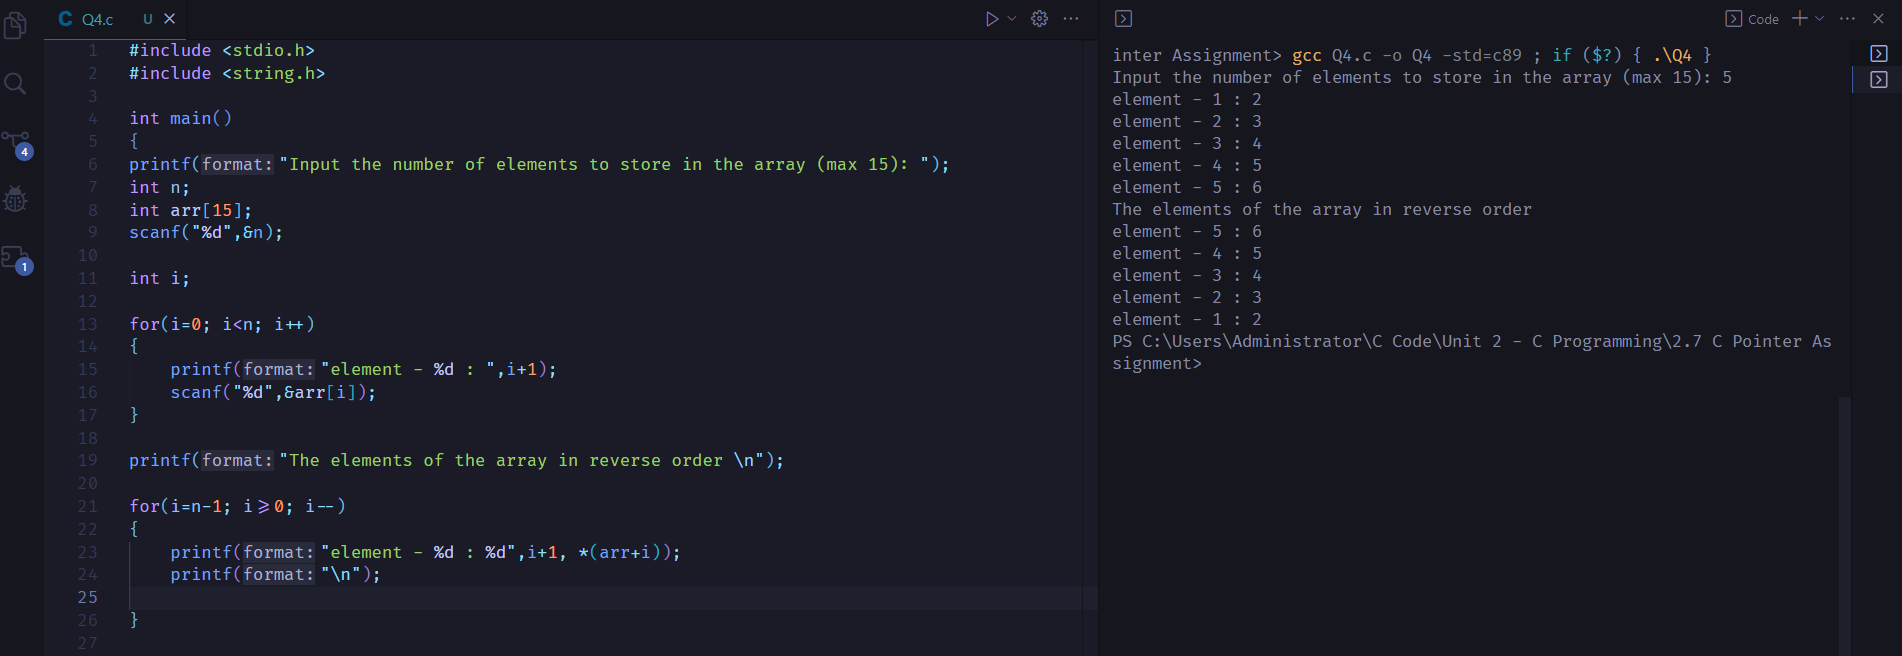 C Q4.c U
Code
#include <stdio.h>
#include <string.h>
int main()
{
printf(format:"Input the number of elements to store in the array (max 15): ");
int n;
int arr[15];
scanf("%d",&n);
int i;
for(i=0; i<n; i++)
{
printf(format:"element - %d : ",i+1);
scanf("%d",&arr[i]);
}
printf(format:"The elements of the array in reverse order \n");
for(i=n-1; i>=0; i--)
{
printf(format:"element - %d : %d",i+1, *(arr+i));
printf(format:"\n");
}
1
2
3
4
5
6
7
8
9
10
11
12
13
14
15
16
17
18
19
20
21
22
23
24
25
26
27
4
1
inter Assignment> gcc Q4.c -o Q4 -std=c89 ; if ($?) { .\Q4 }
Input the number of elements to store in the array (max 15): 5
element - 1 : 2
element - 2 : 3
element - 3 : 4
element - 4 : 5
element - 5 : 6
The elements of the array in reverse order
element - 5 : 6
element - 4 : 5
element - 3 : 4
element - 2 : 3
element - 1 : 2
PS C:\Users\Administrator\C Code\Unit 2 - C Programming\2.7 C Pointer As
signment>